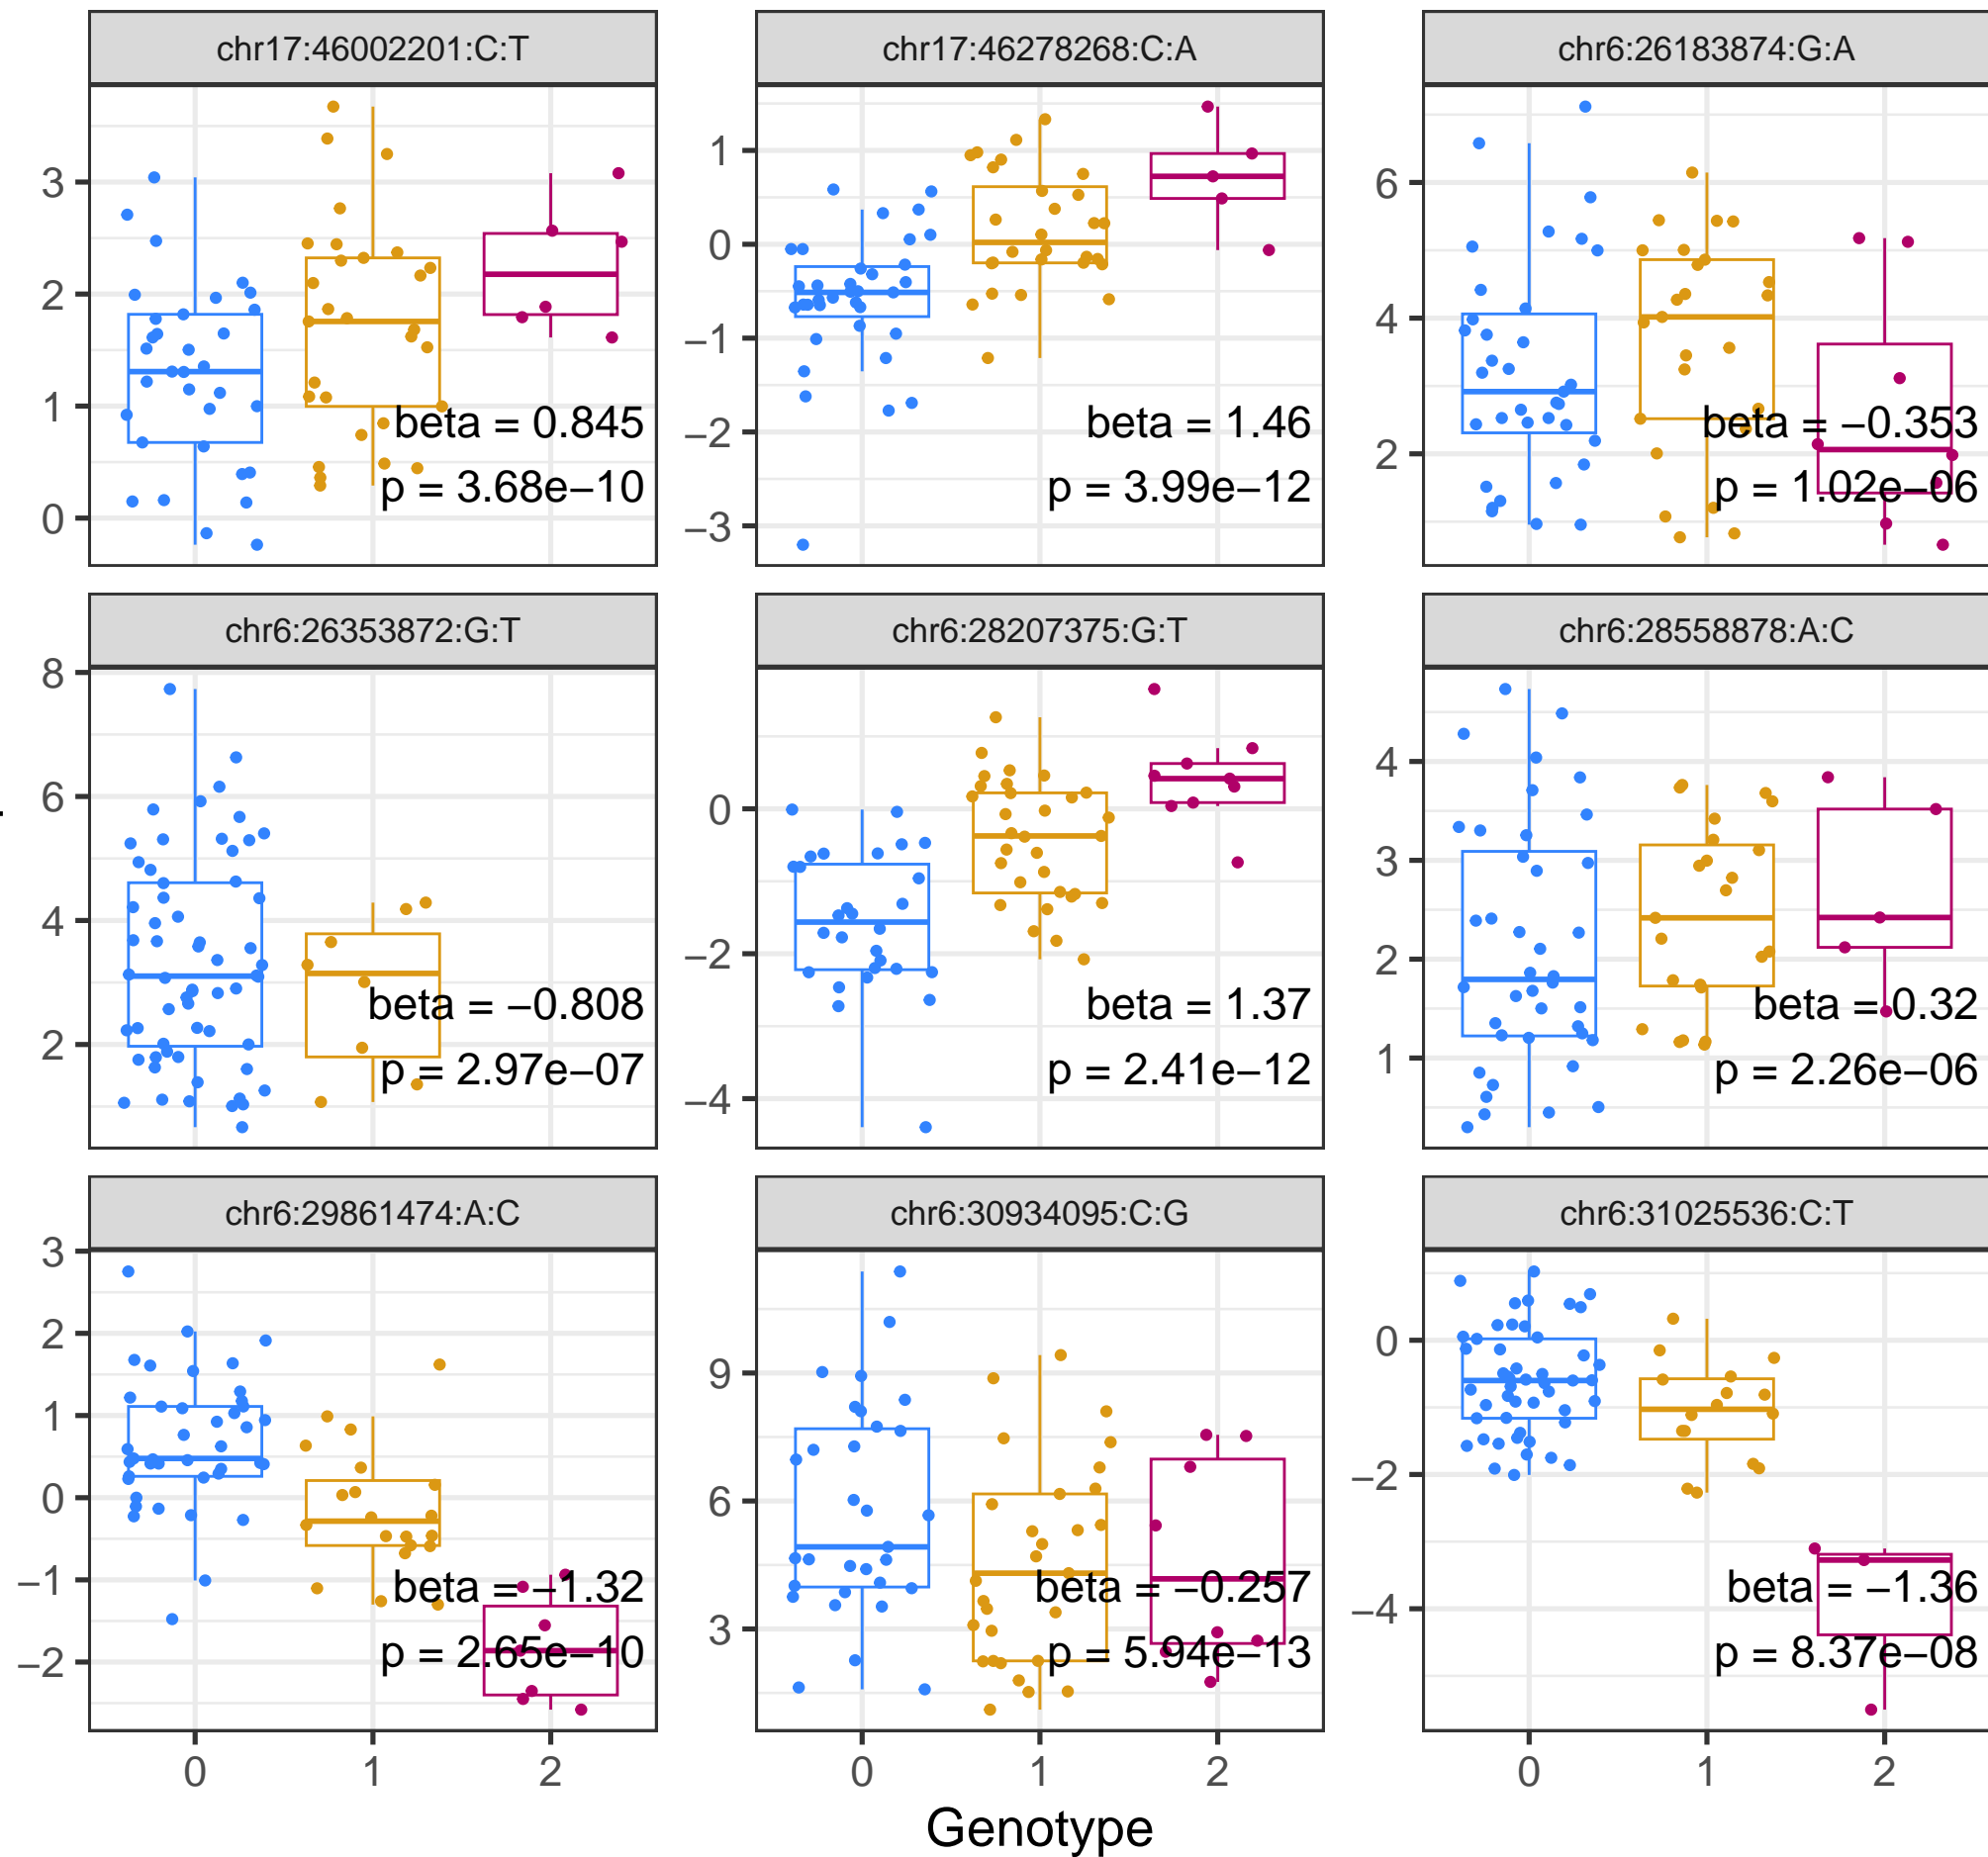 chr17:46002201:C:T
chr17:46278268:C:A
chr6:26183874:G:A
3
2
1
0
beta = 0.845
p = 3.68e−10
1
0
−1
−2
−3
beta = 1.46
p = 3.99e−12
6
4
2
beta = −0.353
p = 1.02e−06
chr6:26353872:G:T
chr6:28207375:G:T
chr6:28558878:A:C
8
6
4
2
beta = −0.808
p = 2.97e−07
0
−2
−4
beta = 1.37
p = 2.41e−12
4
3
2
1
beta = 0.32
p = 2.26e−06
chr6:29861474:A:C
chr6:30934095:C:G
chr6:31025536:C:T
3
2
1
0
−1
−2
beta = −1.32
p = 2.65e−10
9
6
3
beta = −0.257
p = 5.94e−13
0
−2
−4
beta = −1.36
p = 8.37e−08
0 1 2
0 1 2
0 1 2
Genotype